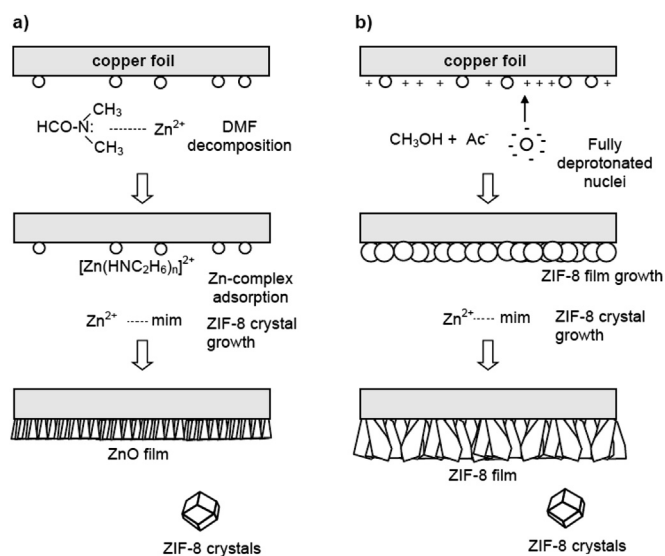 a)
copper foil
CH₃
HCO-N: -------- Zn²⁺
CH₃
DMF
decomposition
[Zn(HNC₂H₆)ₙ]²⁺
Zn-complex
adsorption
Zn²⁺ ----- mim
ZIF-8 crystal
growth
ZnO film
ZIF-8 crystals
b)
copper foil
+ + + + + + + + +
CH₃OH + Ac⁻
Fully
deprotonated
nuclei
ZIF-8 film growth
Zn²⁺ ----- mim
ZIF-8 crystal
growth
ZIF-8 film
ZIF-8 crystals